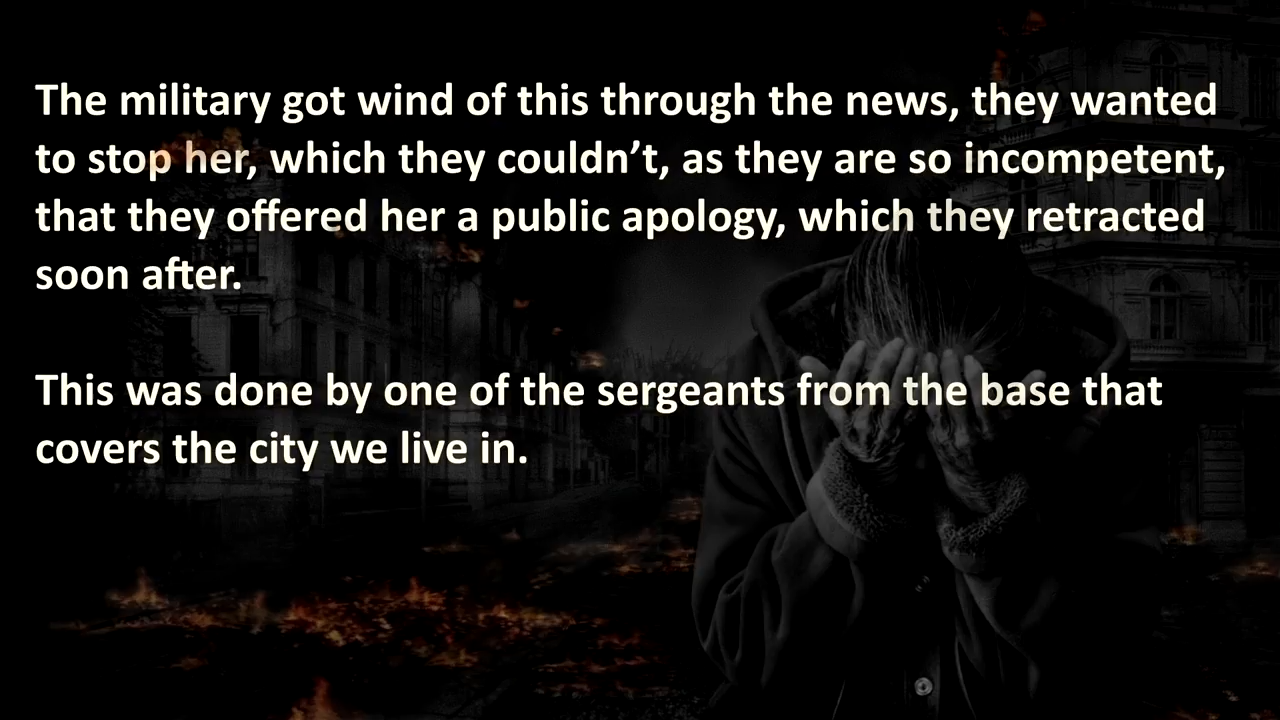 The military got wind of this through the news, they wanted
to stop her, which they couldn’t, as they are so incompetent,
that they offered her a public apology, which they retracted
soon after.
This was done by one of the sergeants from the base that
covers the city we live in.